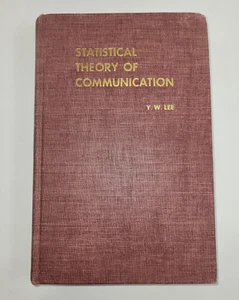 STATISTICAL
THEORY OF
COMMUNICATION
Y. W. LEE